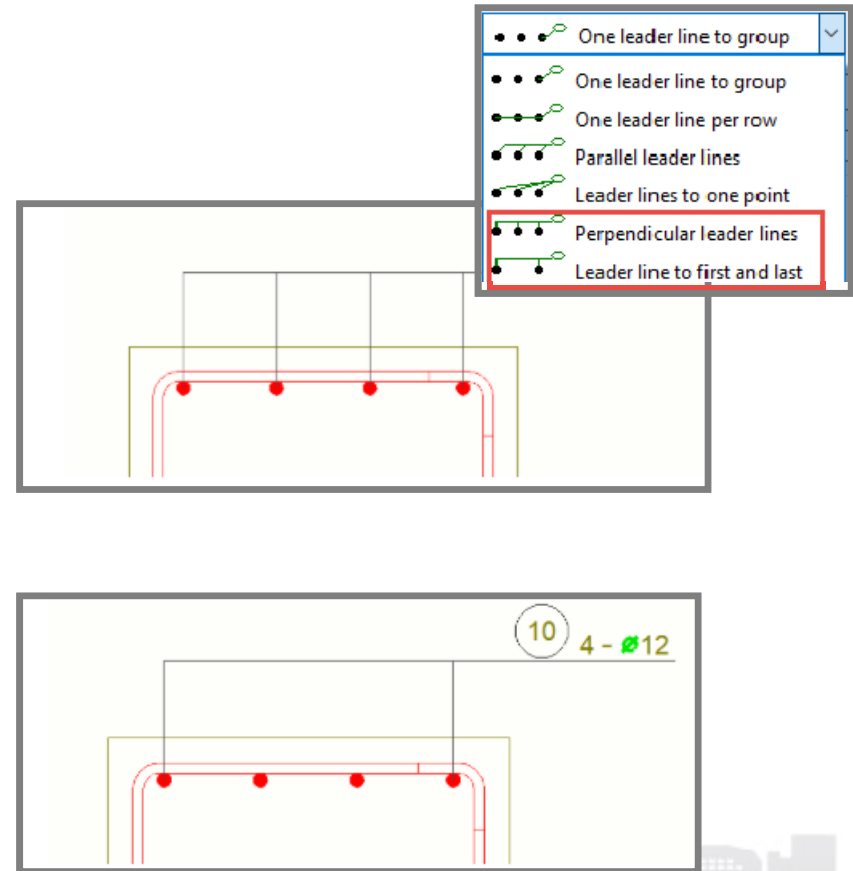 One leader line to group
One leader line to group
One leader line per row
Parallel leader lines
Leader lines to one point
Perpendicular leader lines
Leader line to first and last
10 4 - ø12